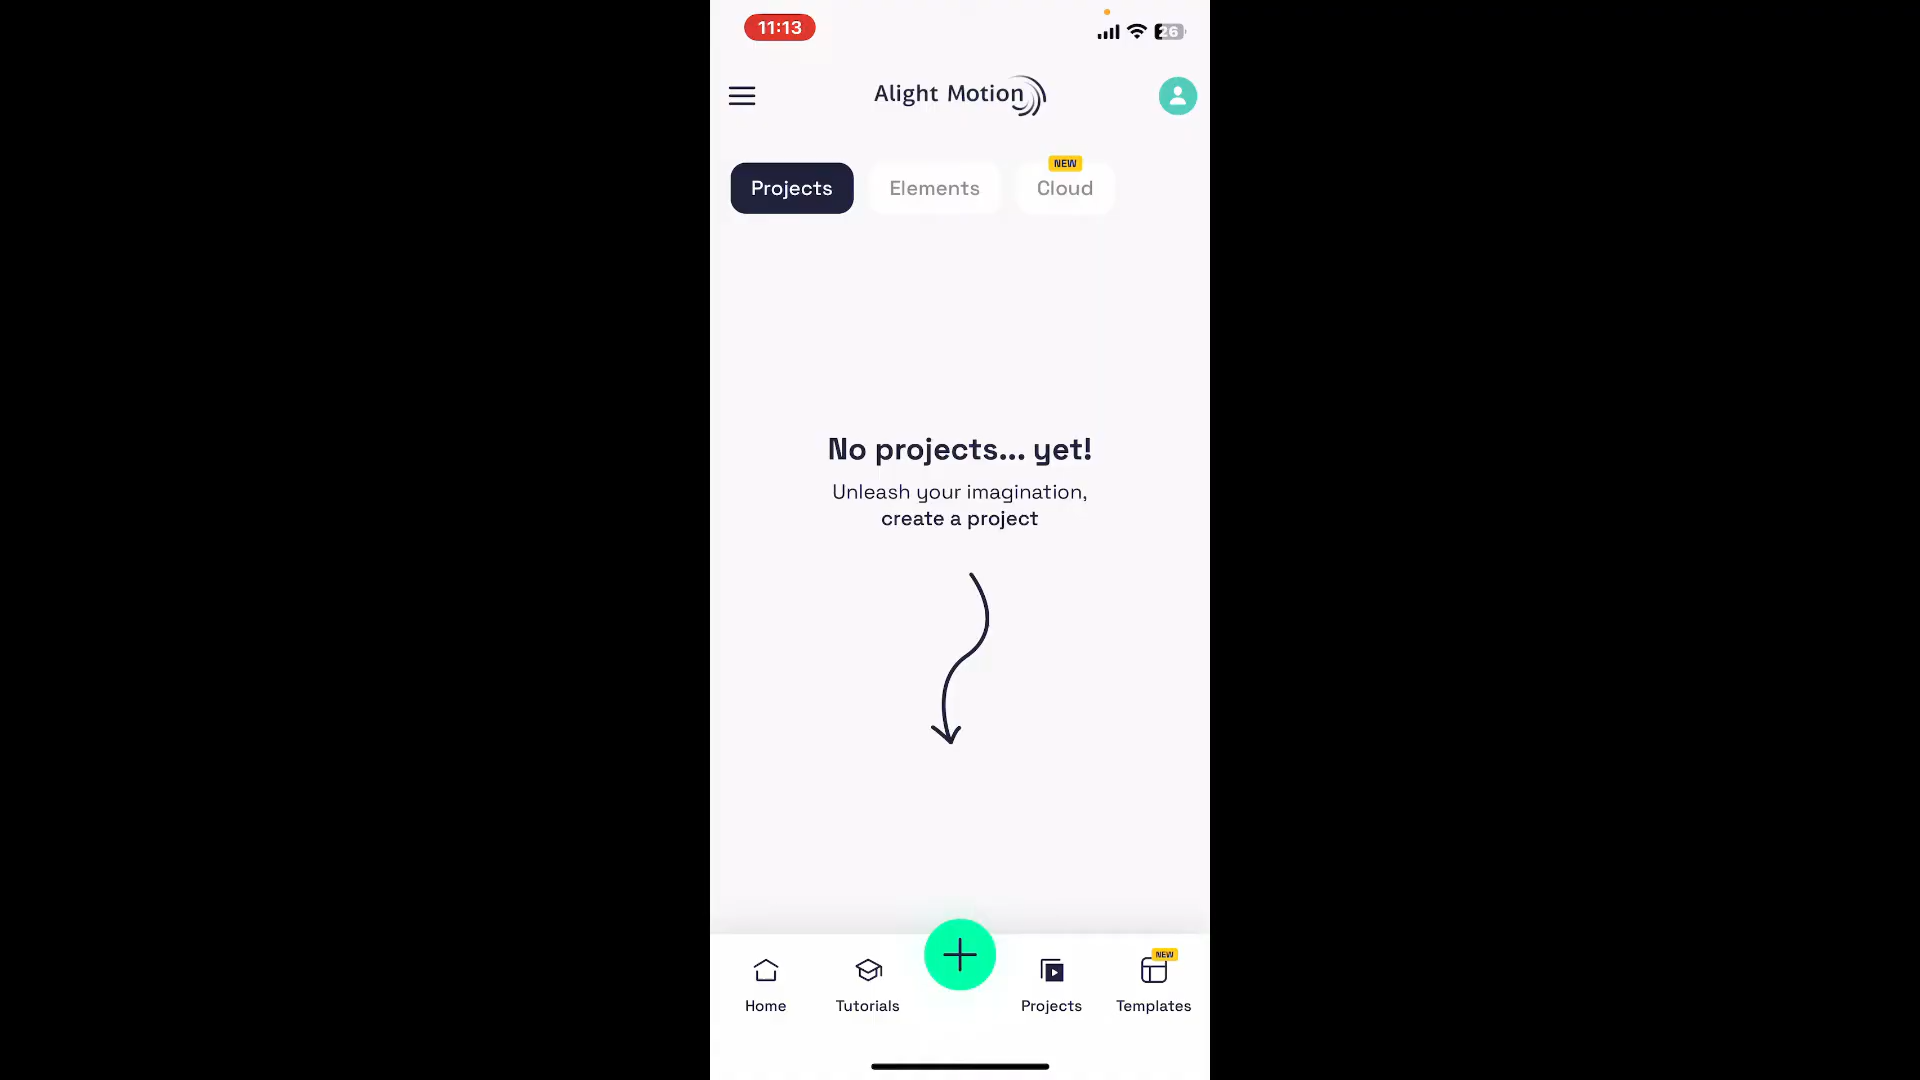 11:13
26
Alight Motion
NEW
Projects
Elements
Cloud
No projects... yet!
Unleash your imagination,
create a project
NEW
Home
Tutorials
Projects
Templates